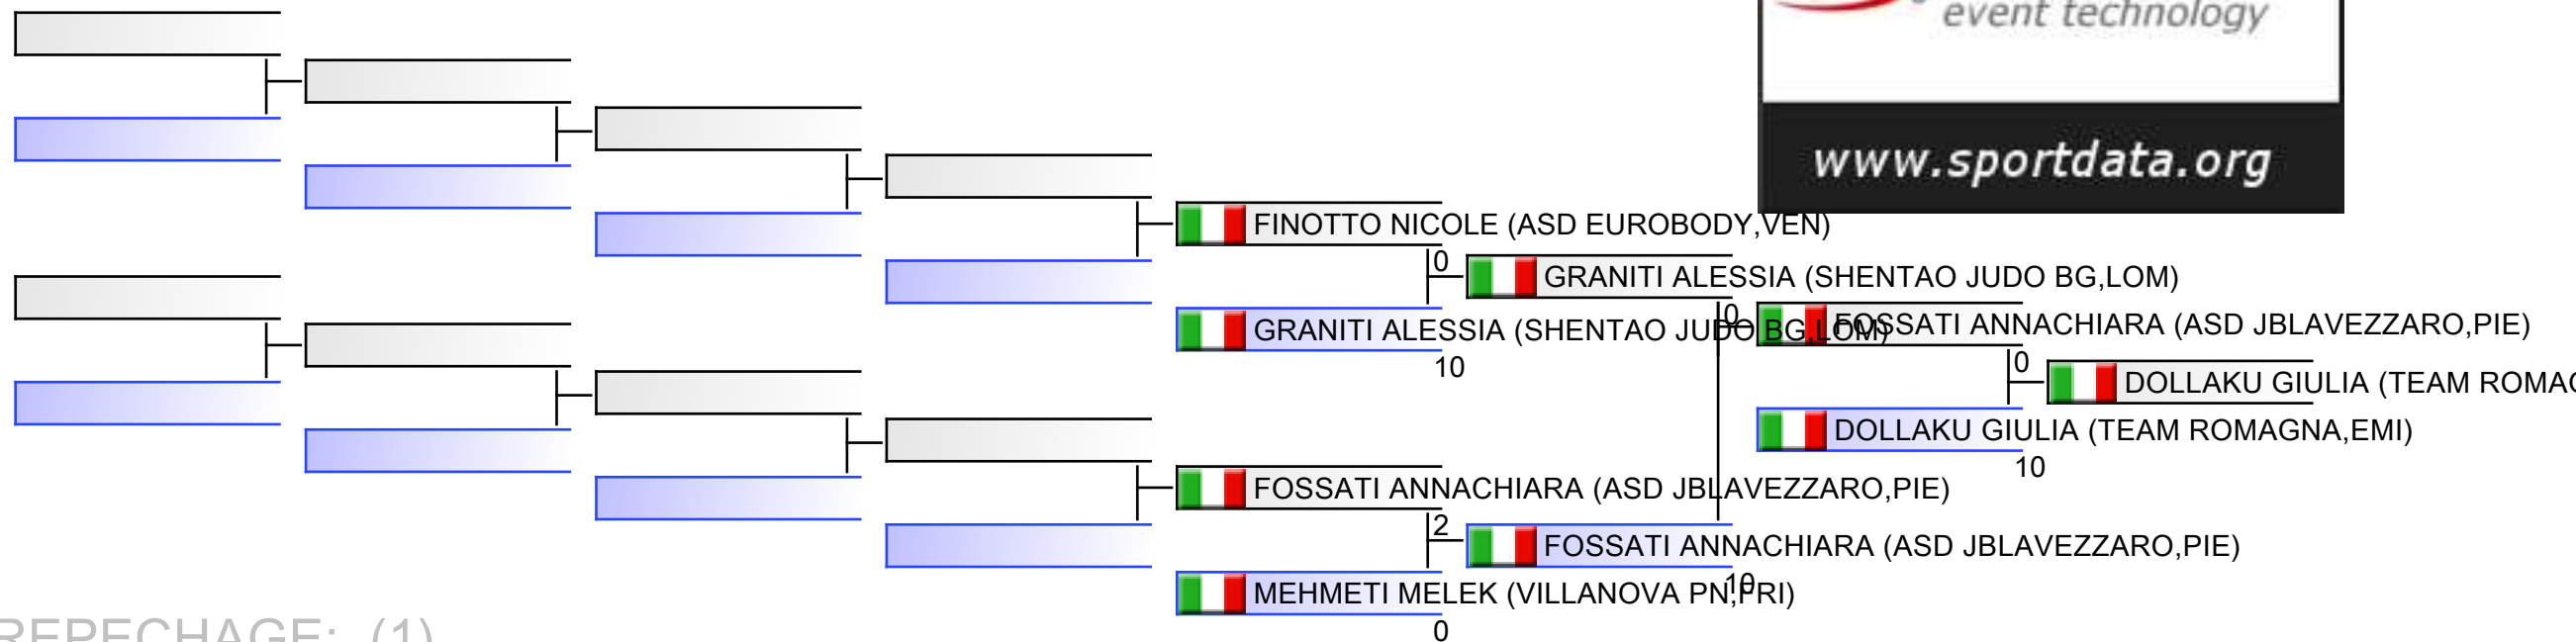 event technology
www.sportdata.org
FINOTTO NICOLE (ASD EUROBODY,VEN)
0
GRANITI ALESSIA (SHENTAO JUDO BG,LOM)
GRANITI ALESSIA (SHENTAO JUDO BG,LOM)
10
0
FOSSATI ANNACHIARA (ASD JBLAVEZZARO,PIE)
0
DOLLAKU GIULIA (TEAM ROMAG
DOLLAKU GIULIA (TEAM ROMAGNA,EMI)
10
FOSSATI ANNACHIARA (ASD JBLAVEZZARO,PIE)
2
FOSSATI ANNACHIARA (ASD JBLAVEZZARO,PIE)
10
MEHMETI MELEK (VILLANOVA PN,FRI)
0
REPECHAGE: (1)